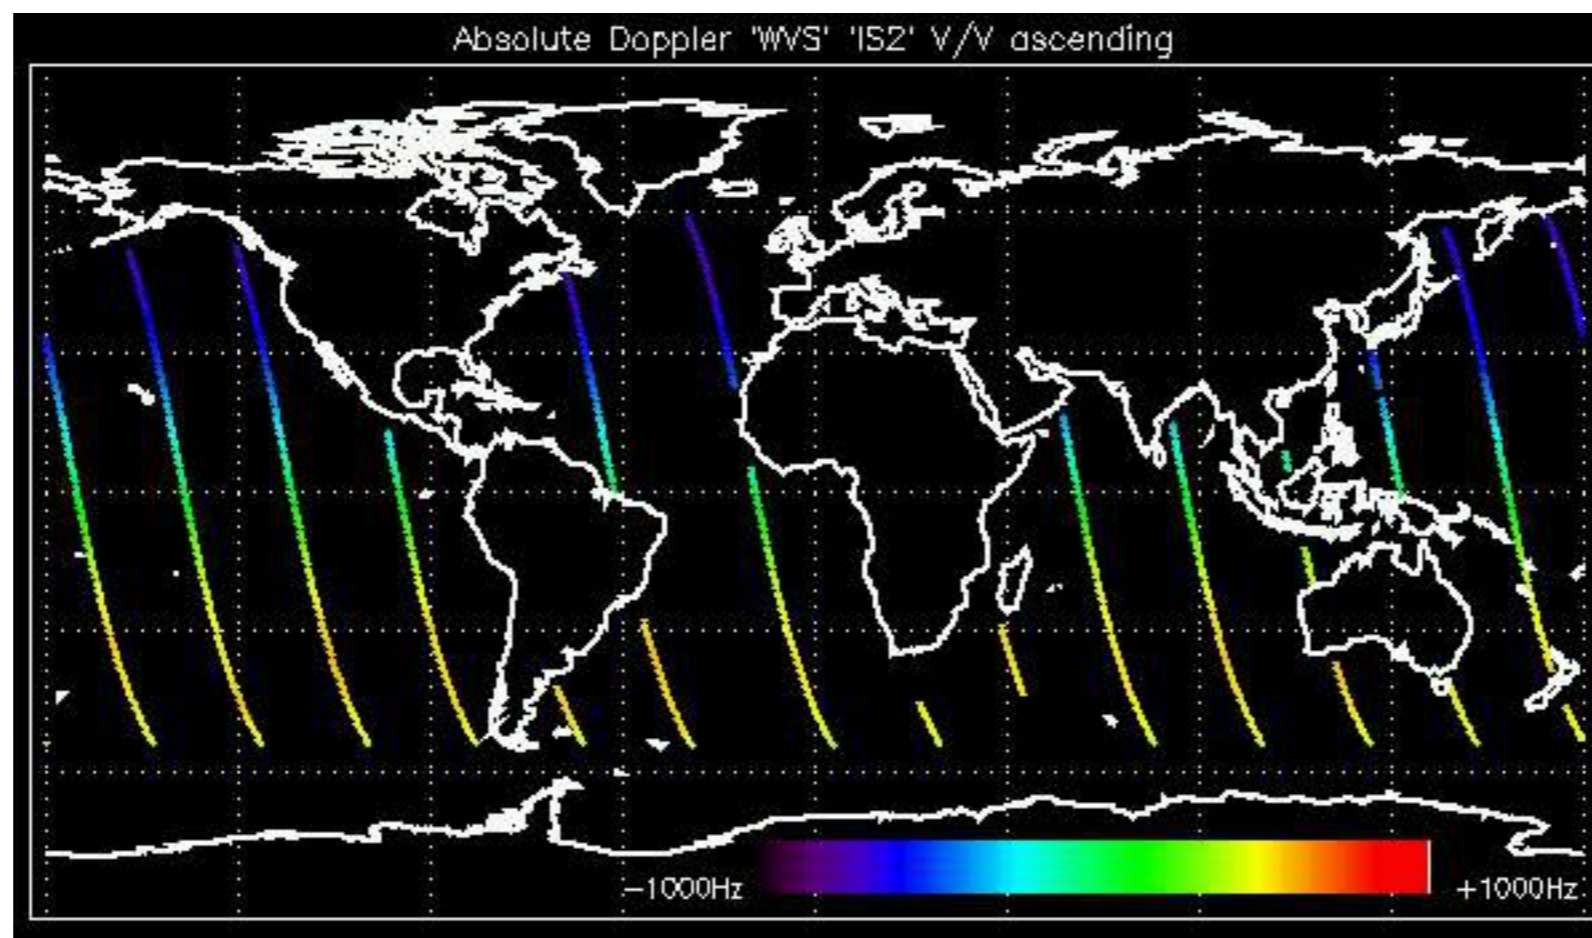 Absolute Doppler 'WVS' 'IS2' V/V ascending
−1000Hz +1000Hz